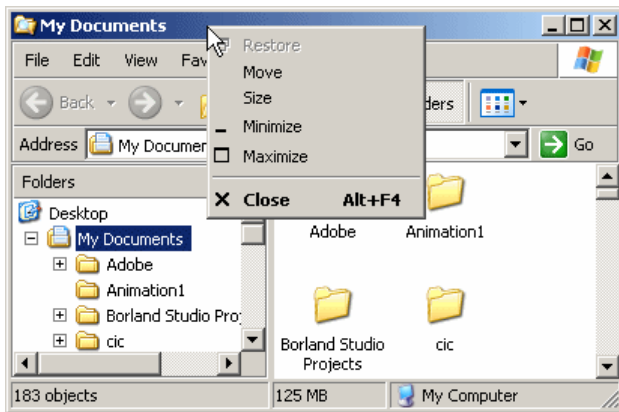 My Documents
File Edit View Fav
Restore
Move
Size
Minimize
Maximize
Close Alt+F4
Back ders
Address My Documen Go
Folders
Desktop
My Documents
Adobe
Animation1
Borland Studio Proj
cic
Adobe Animation1
Borland Studio cic
Projects
183 objects 125 MB My Computer